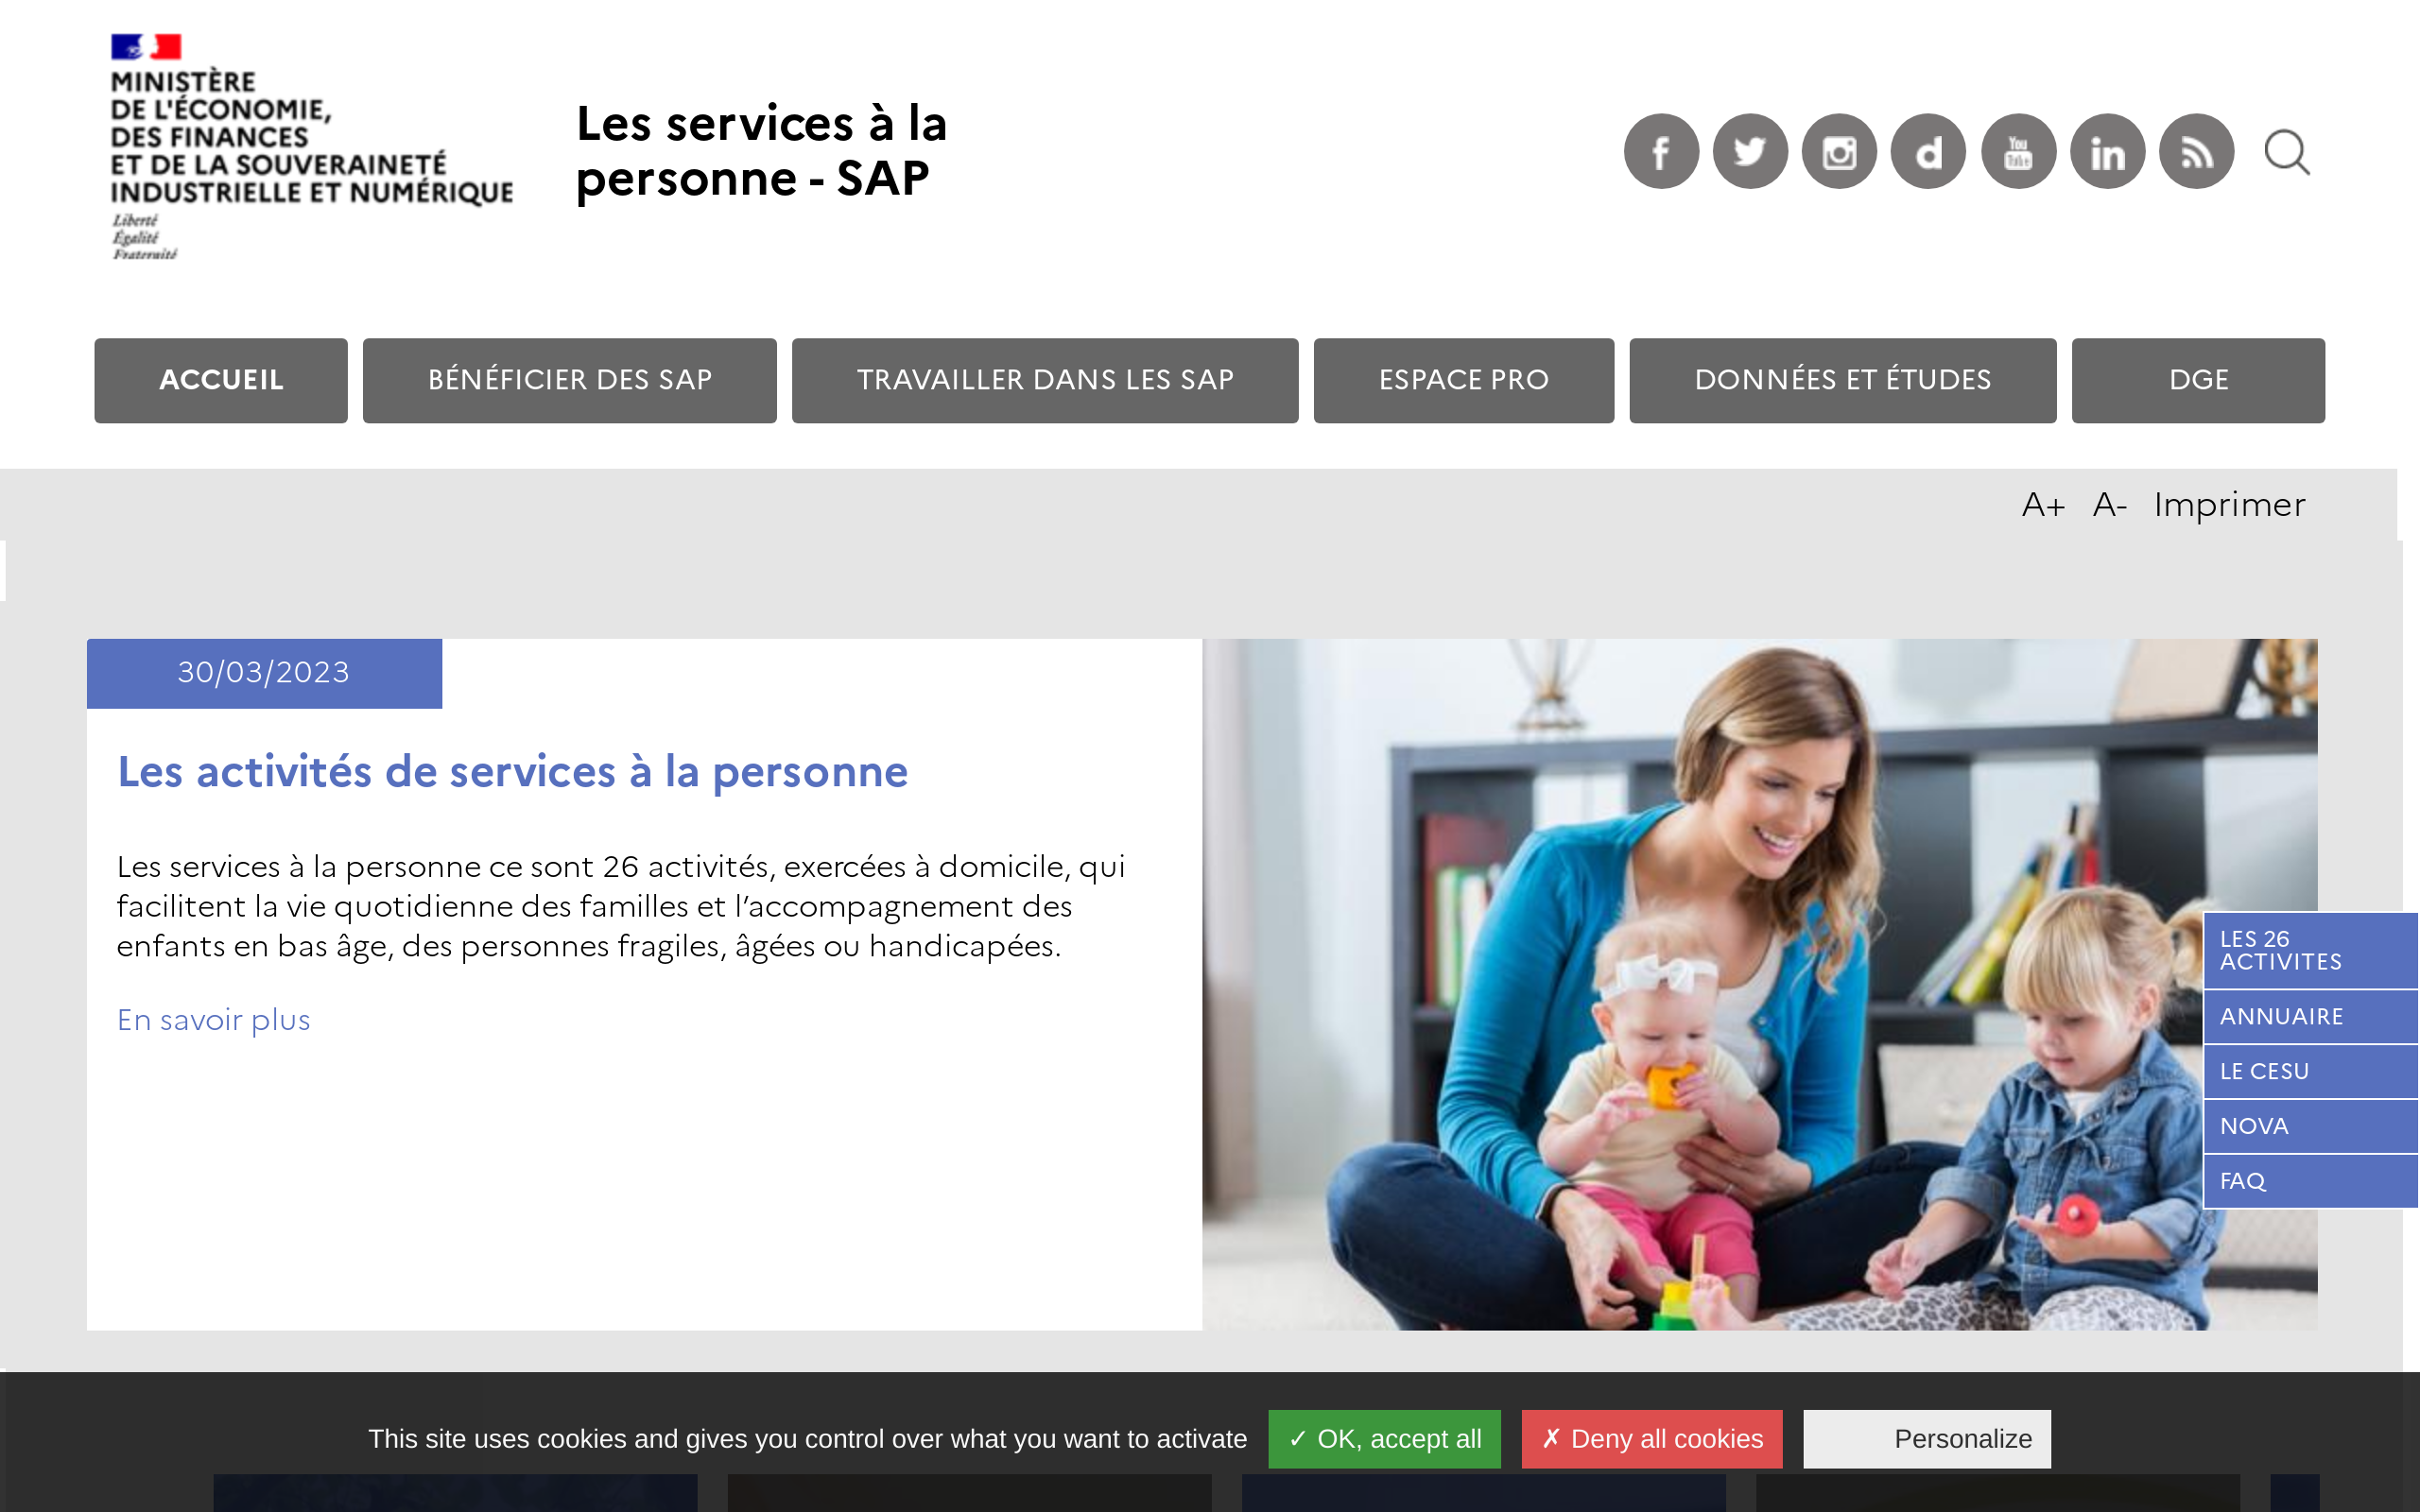 MINISTÈRE
DE L'ÉCONOMIE,
DES FINANCES
ET DE LA SOUVERAINETÉ
INDUSTRIELLE ET NUMÉRIQUE
Liberté
Égalité
Fraternité
Les services à la
personne - SAP
You
Tube
ACCUEIL
BÉNÉFICIER DES SAP
TRAVAILLER DANS LES SAP
ESPACE PRO
DONNÉES ET ÉTUDES
DGE
A+ A- Imprimer
30/03/2023
Les activités de services à la personne
Les services à la personne ce sont 26 activités, exercées à domicile, qui
facilitent la vie quotidienne des familles et l’accompagnement des
enfants en bas âge, des personnes fragiles, âgées ou handicapées.
En savoir plus
LES 26
ACTIVITES
ANNUAIRE
LE CESU
NOVA
FAQ
This site uses cookies and gives you control over what you want to activate
✓ OK, accept all
✗ Deny all cookies
Personalize